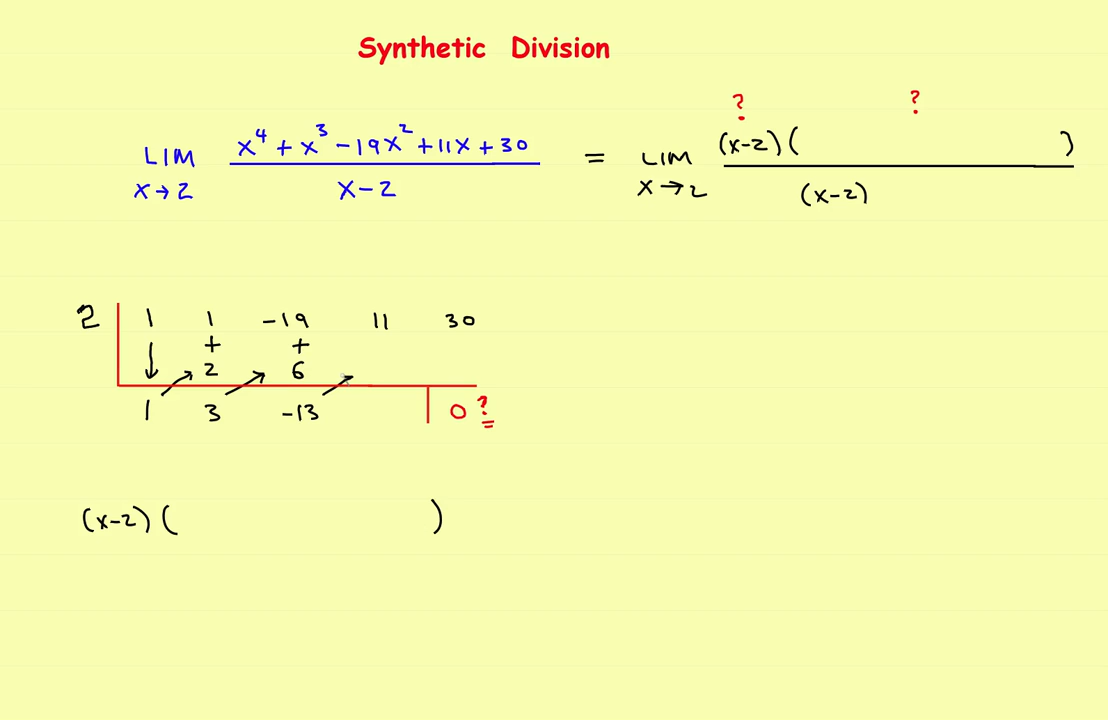 Synthetic Division
? ?
LIM x⁴ + x³ - 19x² + 11x + 30 = LIM (x-2)( )
x→2 x-2 x→2 (x-2)
2 1 1 -19 11 30
↓ + +
2 6
1 3 -13 0 ?
(x-2) ( )